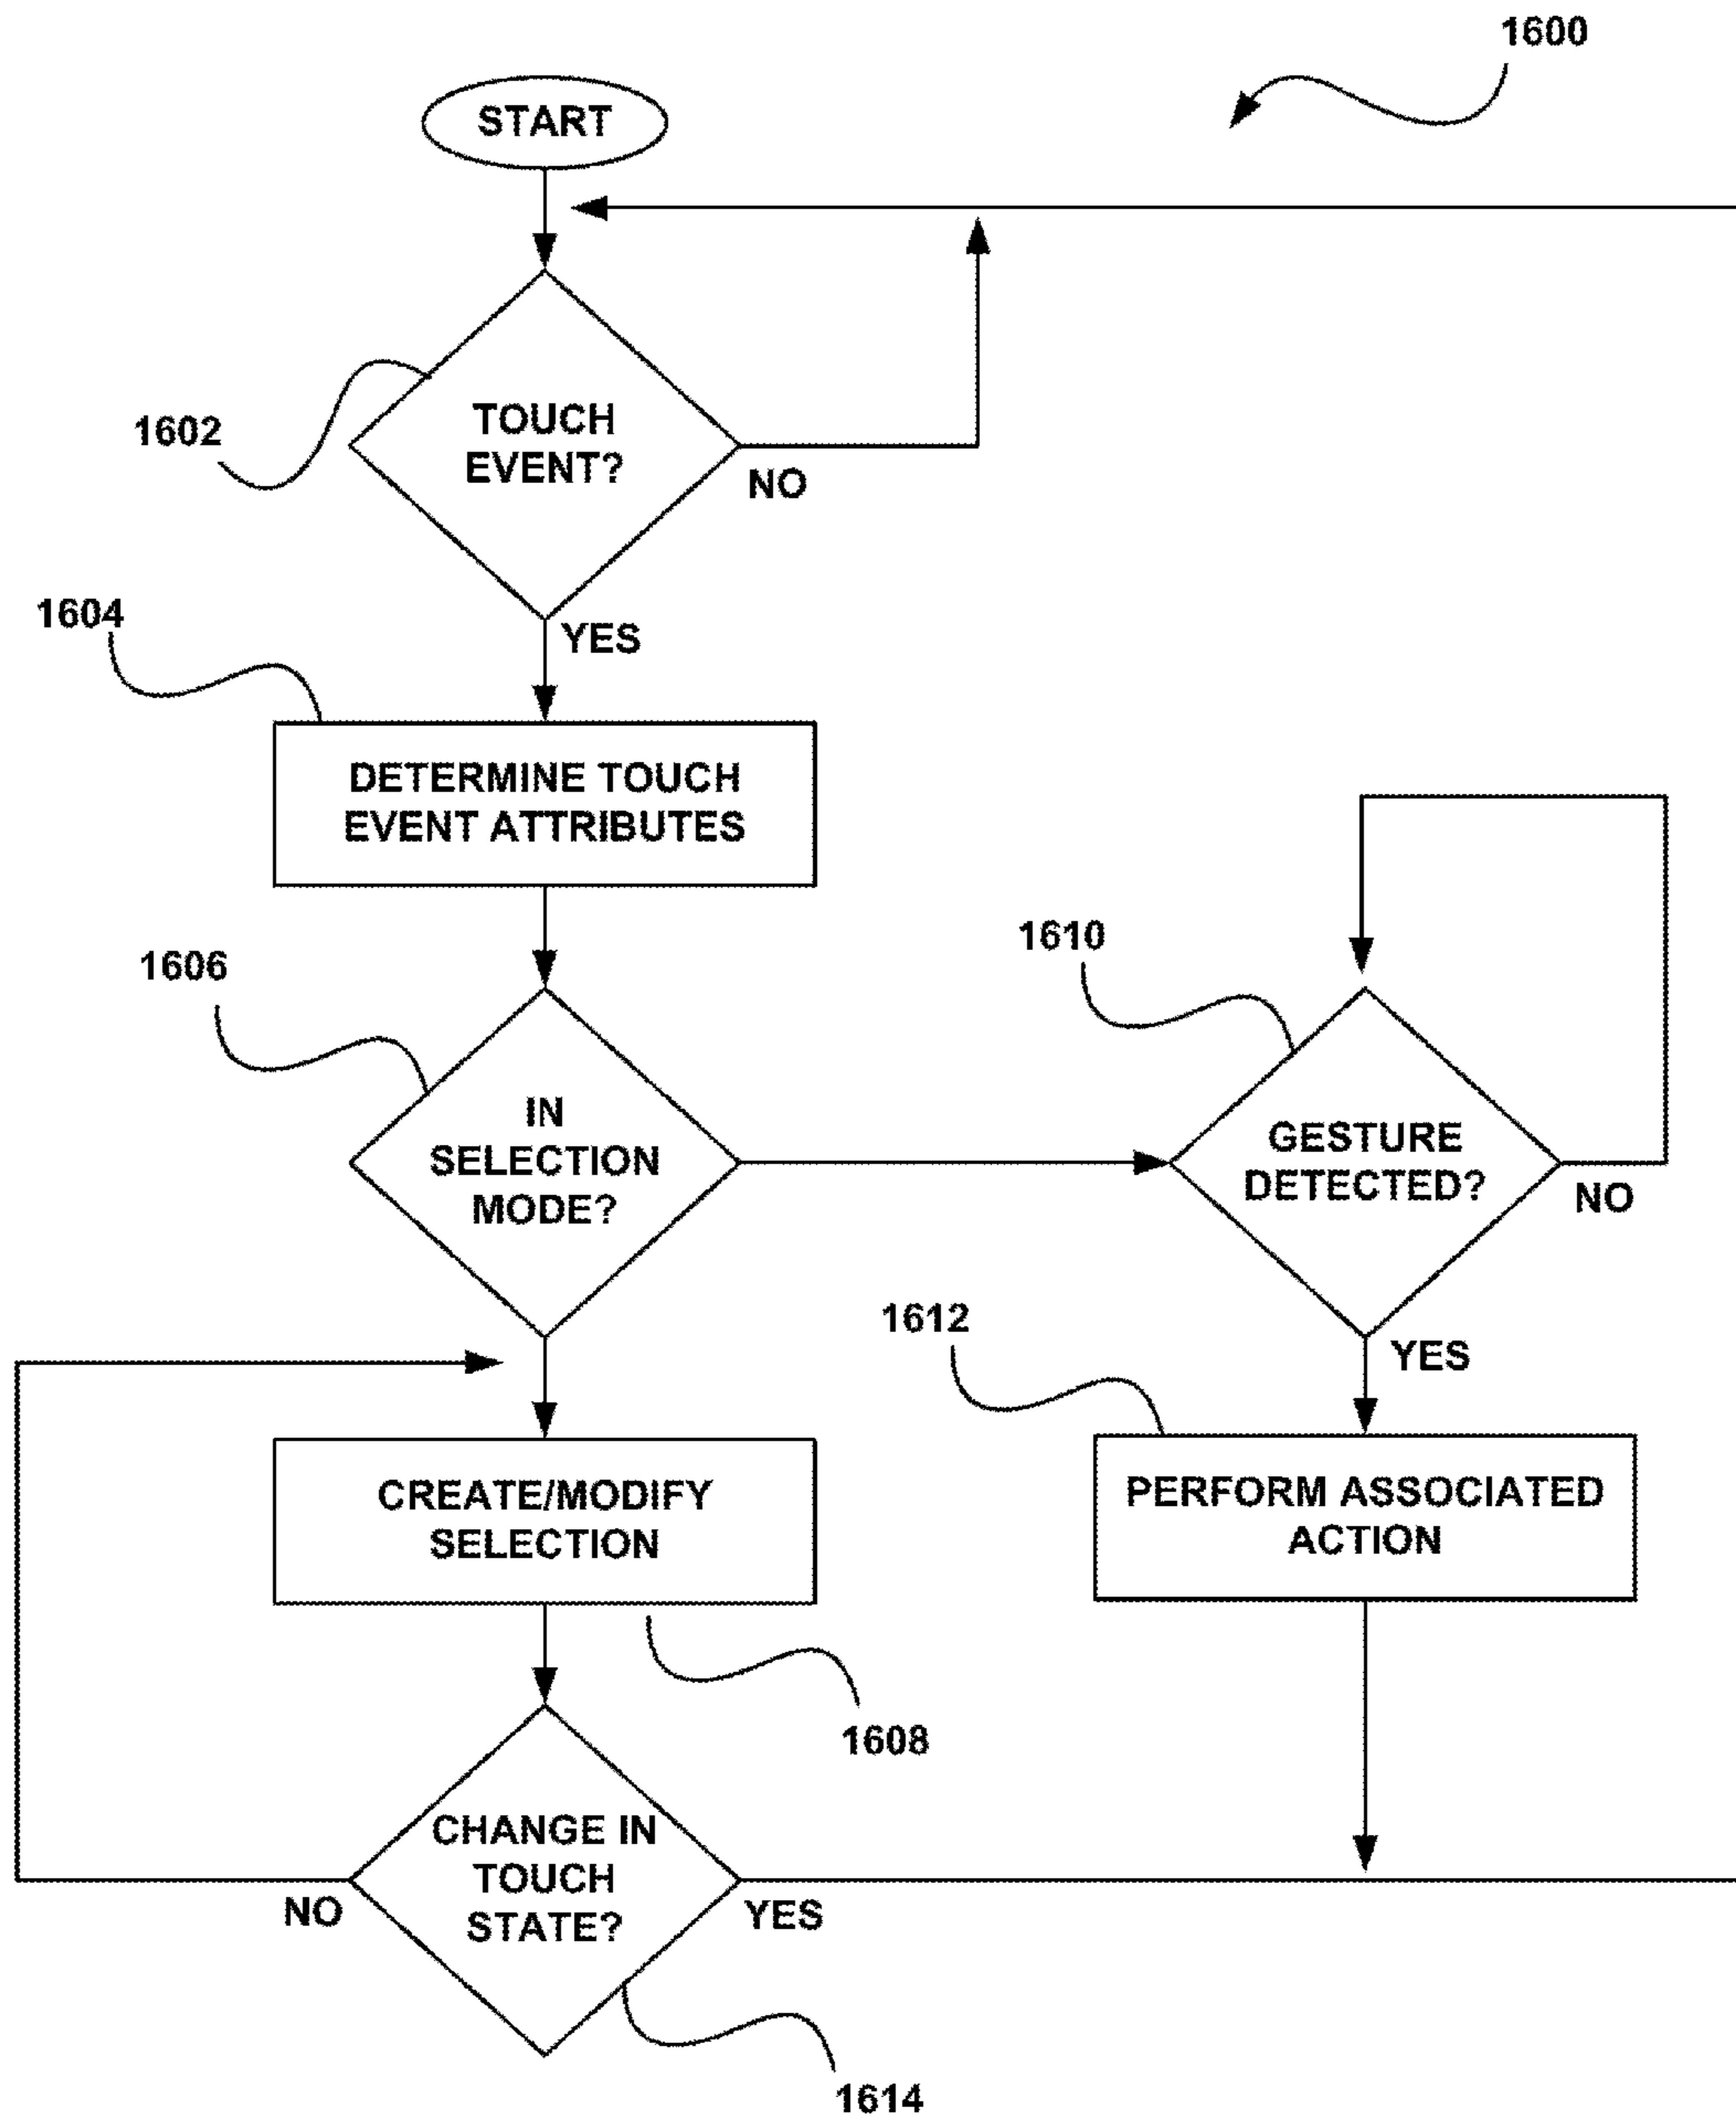 1600
START
1602
TOUCH
EVENT?
NO
YES
1604
DETERMINE TOUCH
EVENT ATTRIBUTES
1606
IN
SELECTION
MODE?
1610
GESTURE
DETECTED?
NO
YES
1612
PERFORM ASSOCIATED
ACTION
CREATE/MODIFY
SELECTION
1608
CHANGE IN
TOUCH
STATE?
NO
YES
1614